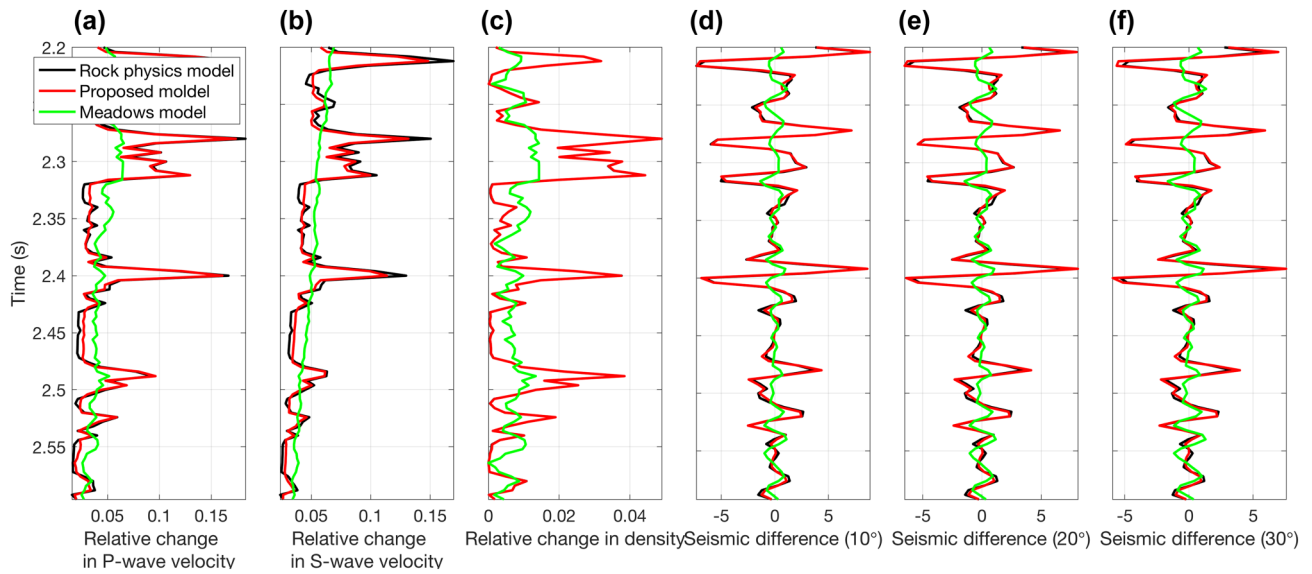 (a) (b) (c) (d) (e) (f)
2.2
Rock physics model
Proposed moldel
Meadows moldel
2.3
2.35
2.4
2.45
2.5
2.55
Time (s)
0.05 0.1 0.15
Relative change
in P-wave velocity
0.05 0.1 0.15
Relative change
in S-wave velocity
0 0.02 0.04
Relative change in density
-5 0 5
Seismic difference (10°)
-5 0 5
Seismic difference (20°)
-5 0 5
Seismic difference (30°)